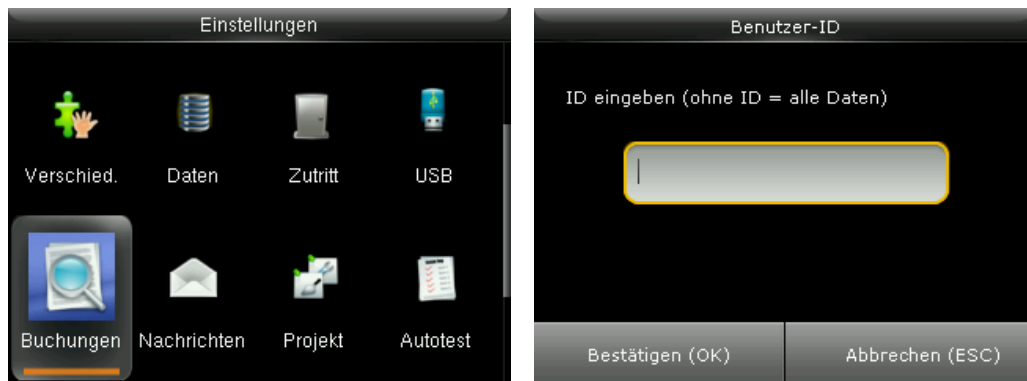 Einstellungen
Verschied. Daten Zutritt USB
Buchungen Nachrichten Projekt Autotest
Benutzer-ID
ID eingeben (ohne ID = alle Daten)
Bestätigen (OK) Abbrechen (ESC)